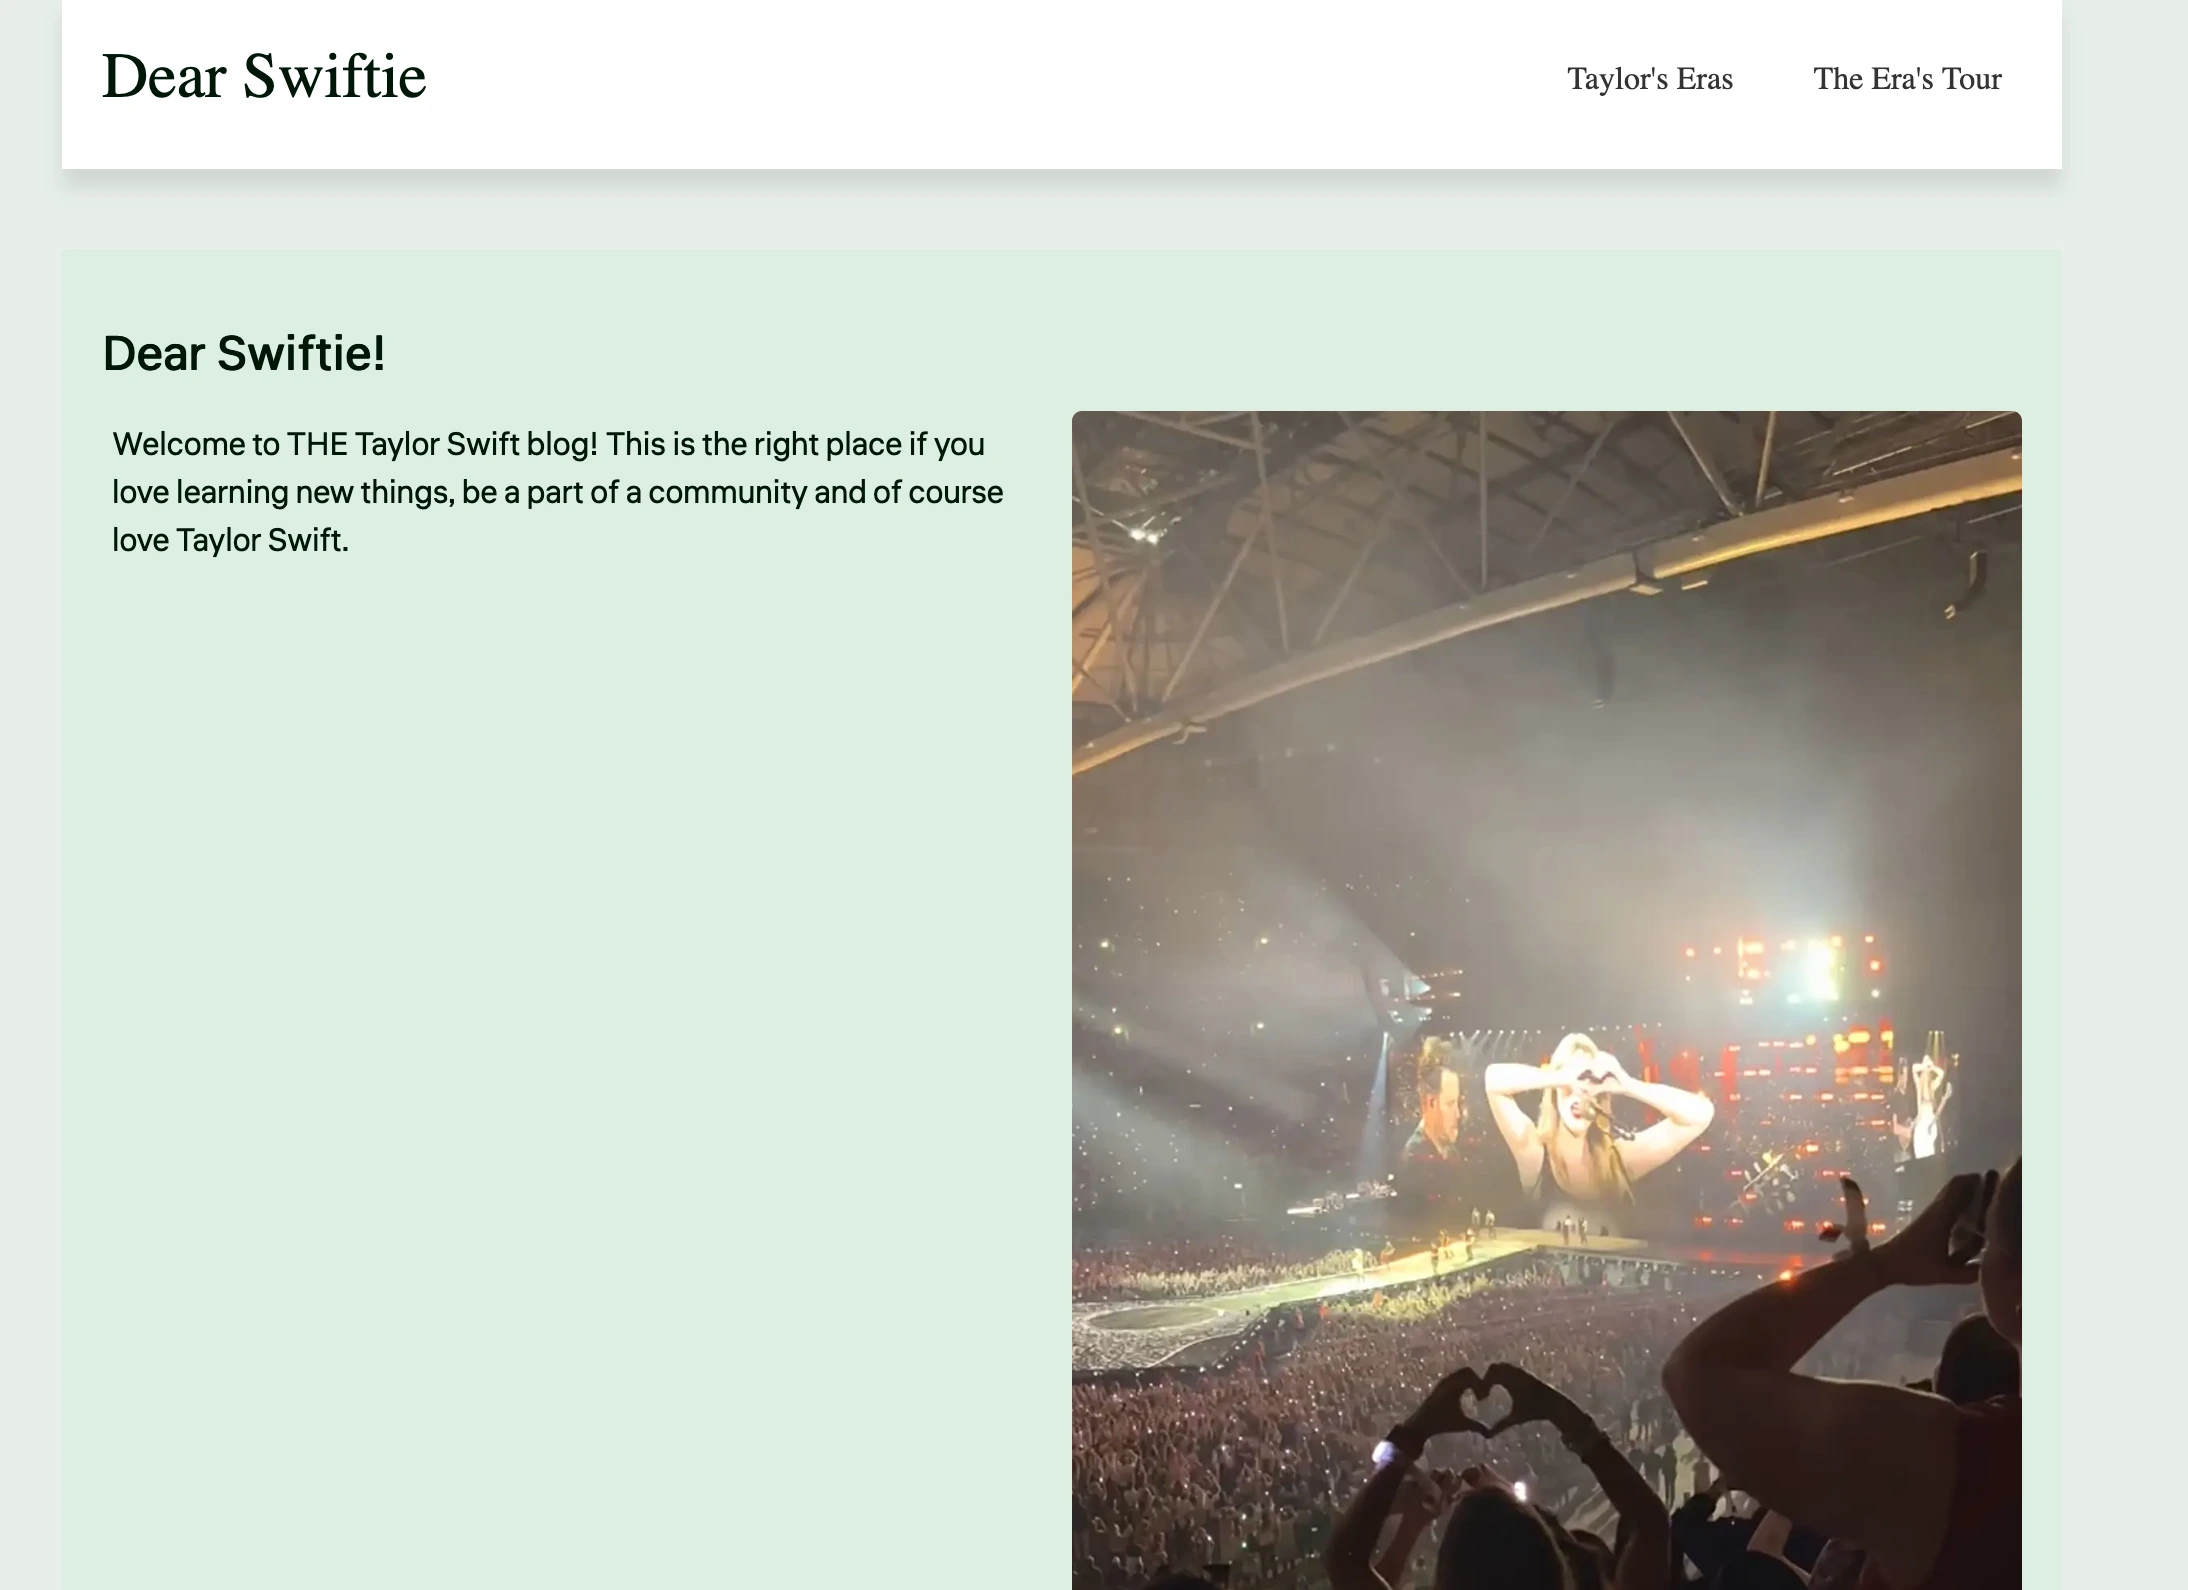 Dear Swiftie
Taylor's Eras
The Era's Tour
Dear Swiftie!
Welcome to THE Taylor Swift blog! This is the right place if you
love learning new things, be a part of a community and of course
love Taylor Swift.